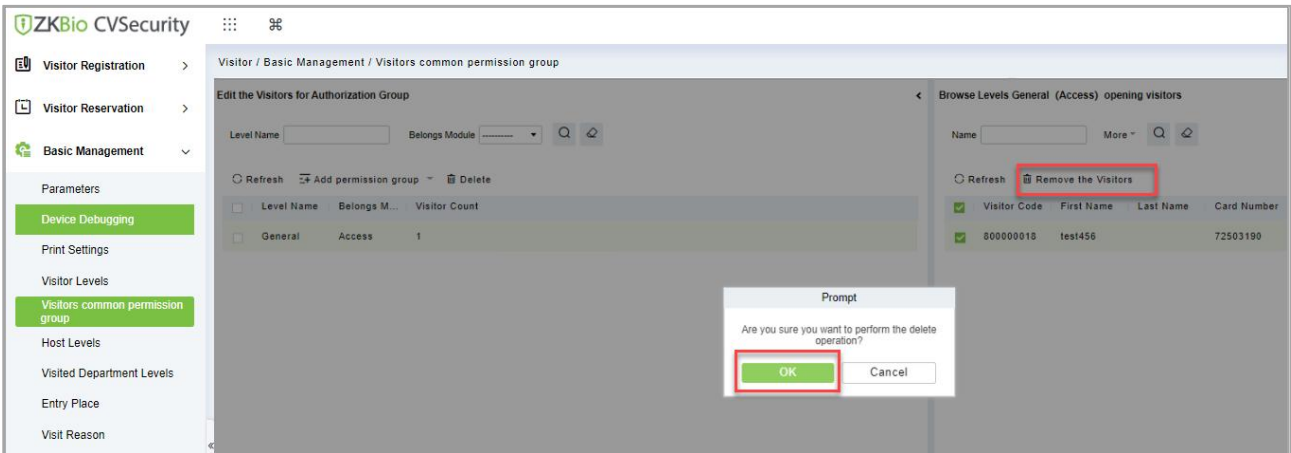 ZKBio CVSecurity
Visitor Registration
Visitor Reservation
Basic Management
Parameters
Device Debugging
Print Settings
Visitor Levels
Visitors common permission
group
Host Levels
Visited Department Levels
Entry Place
Visit Reason
Visitor / Basic Management / Visitors common permission group
Edit the Visitors for Authorization Group
Level Name Belongs Module ---------
Refresh Add permission group Delete
Level Name Belongs M... Visitor Count
General Access 1
Browse Levels General (Access) opening visitors
Name More
Refresh Remove the Visitors
Visitor Code First Name Last Name Card Number
800000018 test456 72503190
Prompt
Are you sure you want to perform the delete
operation?
OK Cancel